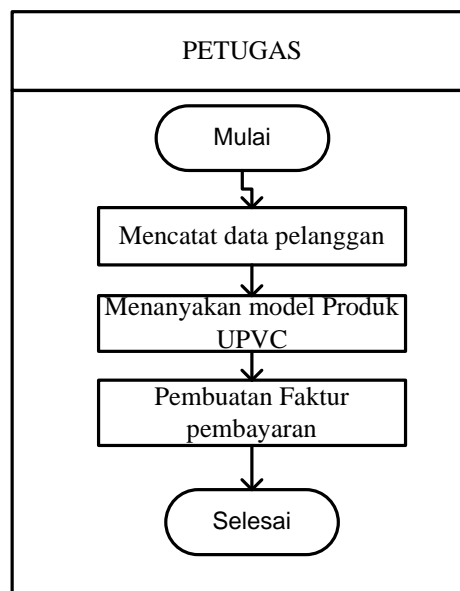 PETUGAS
Mulai
Mencatat data pelanggan
Menanyakan model Produk
UPVC
Pembuatan Faktur
pembayaran
Selesai